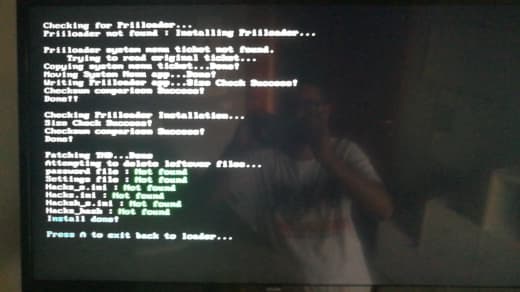 Checking for Priiloader...
Priiloader not found : Installing Priiloader...
Priiloader system menu ticket not found.
Trying to read original ticket...
Copying system menu ticket...Done!
Moving System Menu app...Done!
Writing Priiloader app...Size Check Success!
Checksum comparison Success!
Done!!
Checking Priiloader Installation...
Size Check Success!
Checksum comparison Success!
Done!
Patching TMD...Done
Attempting to delete leftover files...
password file : Not found
Settings file : Not found
Hacks_s.ini : Not found
Hacks.ini : Not found
Hacksh_s.ini : Not found
Hacks_hash : Not found
Install done!
Press A to exit back to loader...